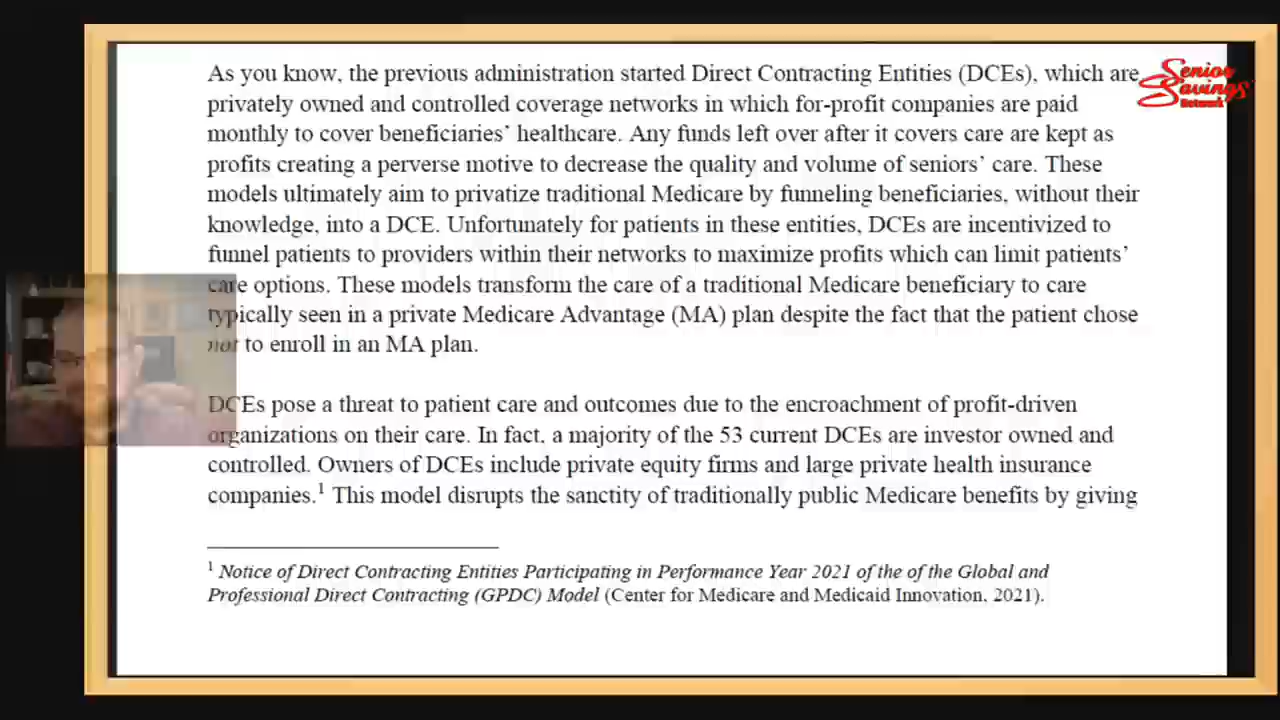 Senior
Savings
Network
As you know, the previous administration started Direct Contracting Entities (DCEs), which are
privately owned and controlled coverage networks in which for-profit companies are paid
monthly to cover beneficiaries’ healthcare. Any funds left over after it covers care are kept as
profits creating a perverse motive to decrease the quality and volume of seniors’ care. These
models ultimately aim to privatize traditional Medicare by funneling beneficiaries, without their
knowledge, into a DCE. Unfortunately for patients in these entities, DCEs are incentivized to
funnel patients to providers within their networks to maximize profits which can limit patients’
care options. These models transform the care of a traditional Medicare beneficiary to care
typically seen in a private Medicare Advantage (MA) plan despite the fact that the patient chose
not to enroll in an MA plan.
DCEs pose a threat to patient care and outcomes due to the encroachment of profit-driven
organizations on their care. In fact, a majority of the 53 current DCEs are investor owned and
controlled. Owners of DCEs include private equity firms and large private health insurance
companies.¹ This model disrupts the sanctity of traditionally public Medicare benefits by giving
¹ Notice of Direct Contracting Entities Participating in Performance Year 2021 of the of the Global and
Professional Direct Contracting (GPDC) Model (Center for Medicare and Medicaid Innovation, 2021).